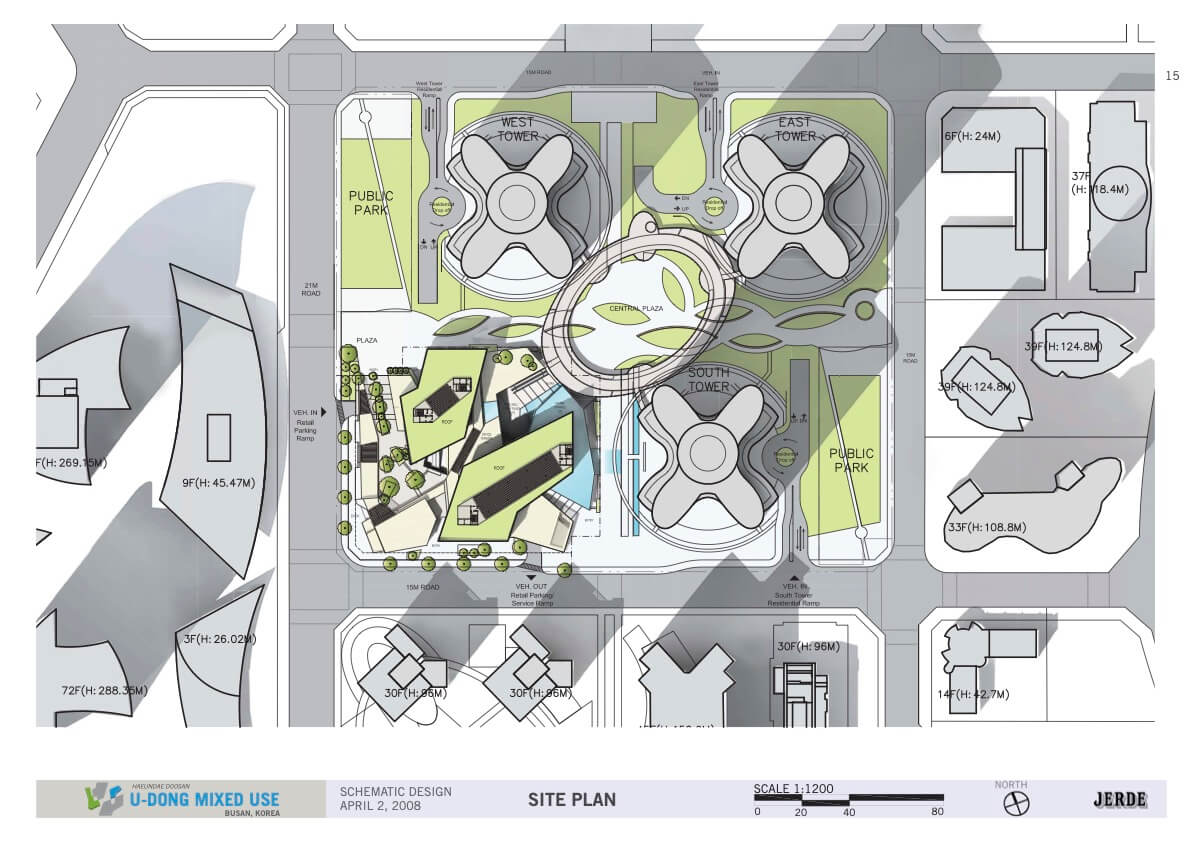 15
15M ROAD
West Tower
Residential
Ramp
VEH. IN
East Tower
Residential
Ramp
WEST
TOWER
EAST
TOWER
6F(H: 24M)
37F
(H: 118.4M)
PUBLIC
PARK
Residential
Drop-off
DN UP
DN
UP
Residential
Drop-off
21M
ROAD
CENTRAL PLAZA
PLAZA
15M
ROAD
39F(H: 124.8M)
39F(H: 124.8M)
SOUTH
TOWER
VEH. IN
Retail
Parking
Ramp
ROOF
ROOF
UP DN
Residential
Drop-off
PUBLIC
PARK
F(H: 269.15M)
9F(H: 45.47M)
33F(H: 108.8M)
15M ROAD
VEH. OUT
Retail Parking/
Service Ramp
VEH. IN
South Tower
Residential Ramp
3F(H: 26.02M)
72F(H: 288.35M)
30F(H: 96M)
30F(H: 96M)
30F(H: 96M)
14F(H: 42.7M)
HAEUNDAE DOOSAN
U-DONG MIXED USE
BUSAN, KOREA
SCHEMATIC DESIGN
APRIL 2, 2008
SITE PLAN
SCALE 1:1200
0 20 40 80
NORTH
JERDE